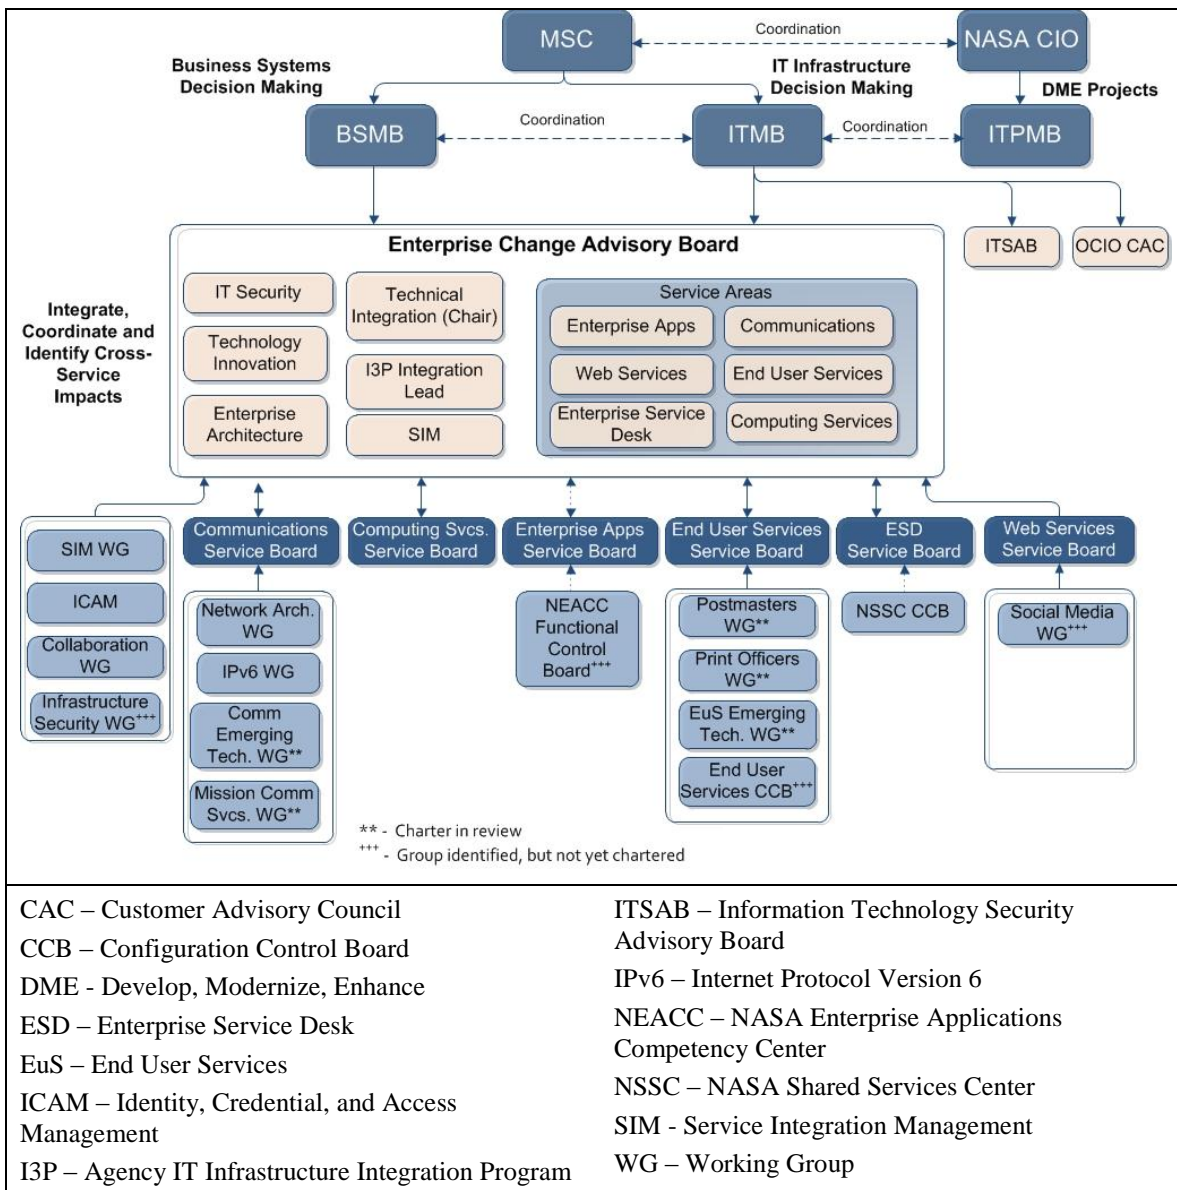 MSC
Coordination
NASA CIO
Business Systems
Decision Making
IT Infrastructure
Decision Making
DME Projects
BSMB
Coordination
ITMB
Coordination
ITPMB
Enterprise Change Advisory Board
ITSAB
OCIO CAC
Integrate,
Coordinate and
Identify Cross-
Service
Impacts
IT Security
Technology
Innovation
Enterprise
Architecture
Technical
Integration (Chair)
I3P Integration
Lead
SIM
Service Areas
Enterprise Apps
Communications
Web Services
End User Services
Enterprise Service
Desk
Computing Services
SIM WG
ICAM
Collaboration
WG
Infrastructure
Security WG+++
Communications
Service Board
Network Arch.
WG
IPv6 WG
Comm
Emerging
Tech. WG**
Mission Comm
Svcs. WG**
Computing Svcs.
Service Board
Enterprise Apps
Service Board
NEACC
Functional
Control
Board+++
End User Services
Service Board
Postmasters
WG**
Print Officers
WG**
EuS Emerging
Tech. WG**
End User
Services CCB+++
ESD
Service Board
NSSC CCB
Web Services
Service Board
Social Media
WG+++
** - Charter in review
+++ - Group identified, but not yet chartered
CAC – Customer Advisory Council
CCB – Configuration Control Board
DME - Develop, Modernize, Enhance
ESD – Enterprise Service Desk
EuS – End User Services
ICAM – Identity, Credential, and Access
Management
I3P – Agency IT Infrastructure Integration Program
ITSAB – Information Technology Security
Advisory Board
IPv6 – Internet Protocol Version 6
NEACC – NASA Enterprise Applications
Competency Center
NSSC – NASA Shared Services Center
SIM - Service Integration Management
WG – Working Group